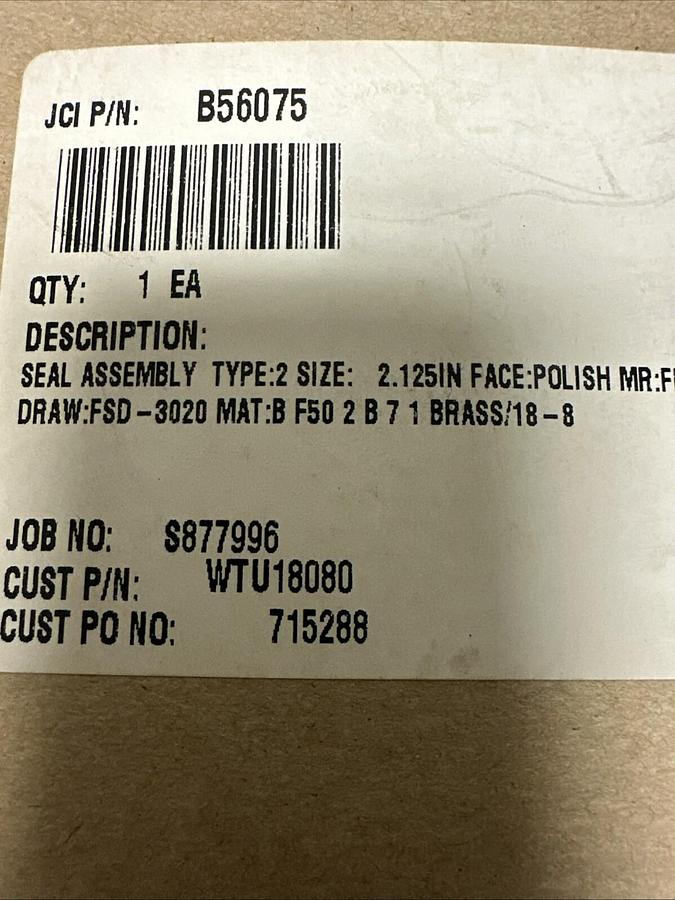 JCI P/N: B56075
QTY: 1 EA
DESCRIPTION:
SEAL ASSEMBLY TYPE:2 SIZE: 2.125IN FACE:POLISH MR:
DRAW:FSD-3020 MAT:B F50 2 B 7 1 BRASS/18-8
JOB NO: S877996
CUST P/N: WTU18080
CUST PO NO: 715288